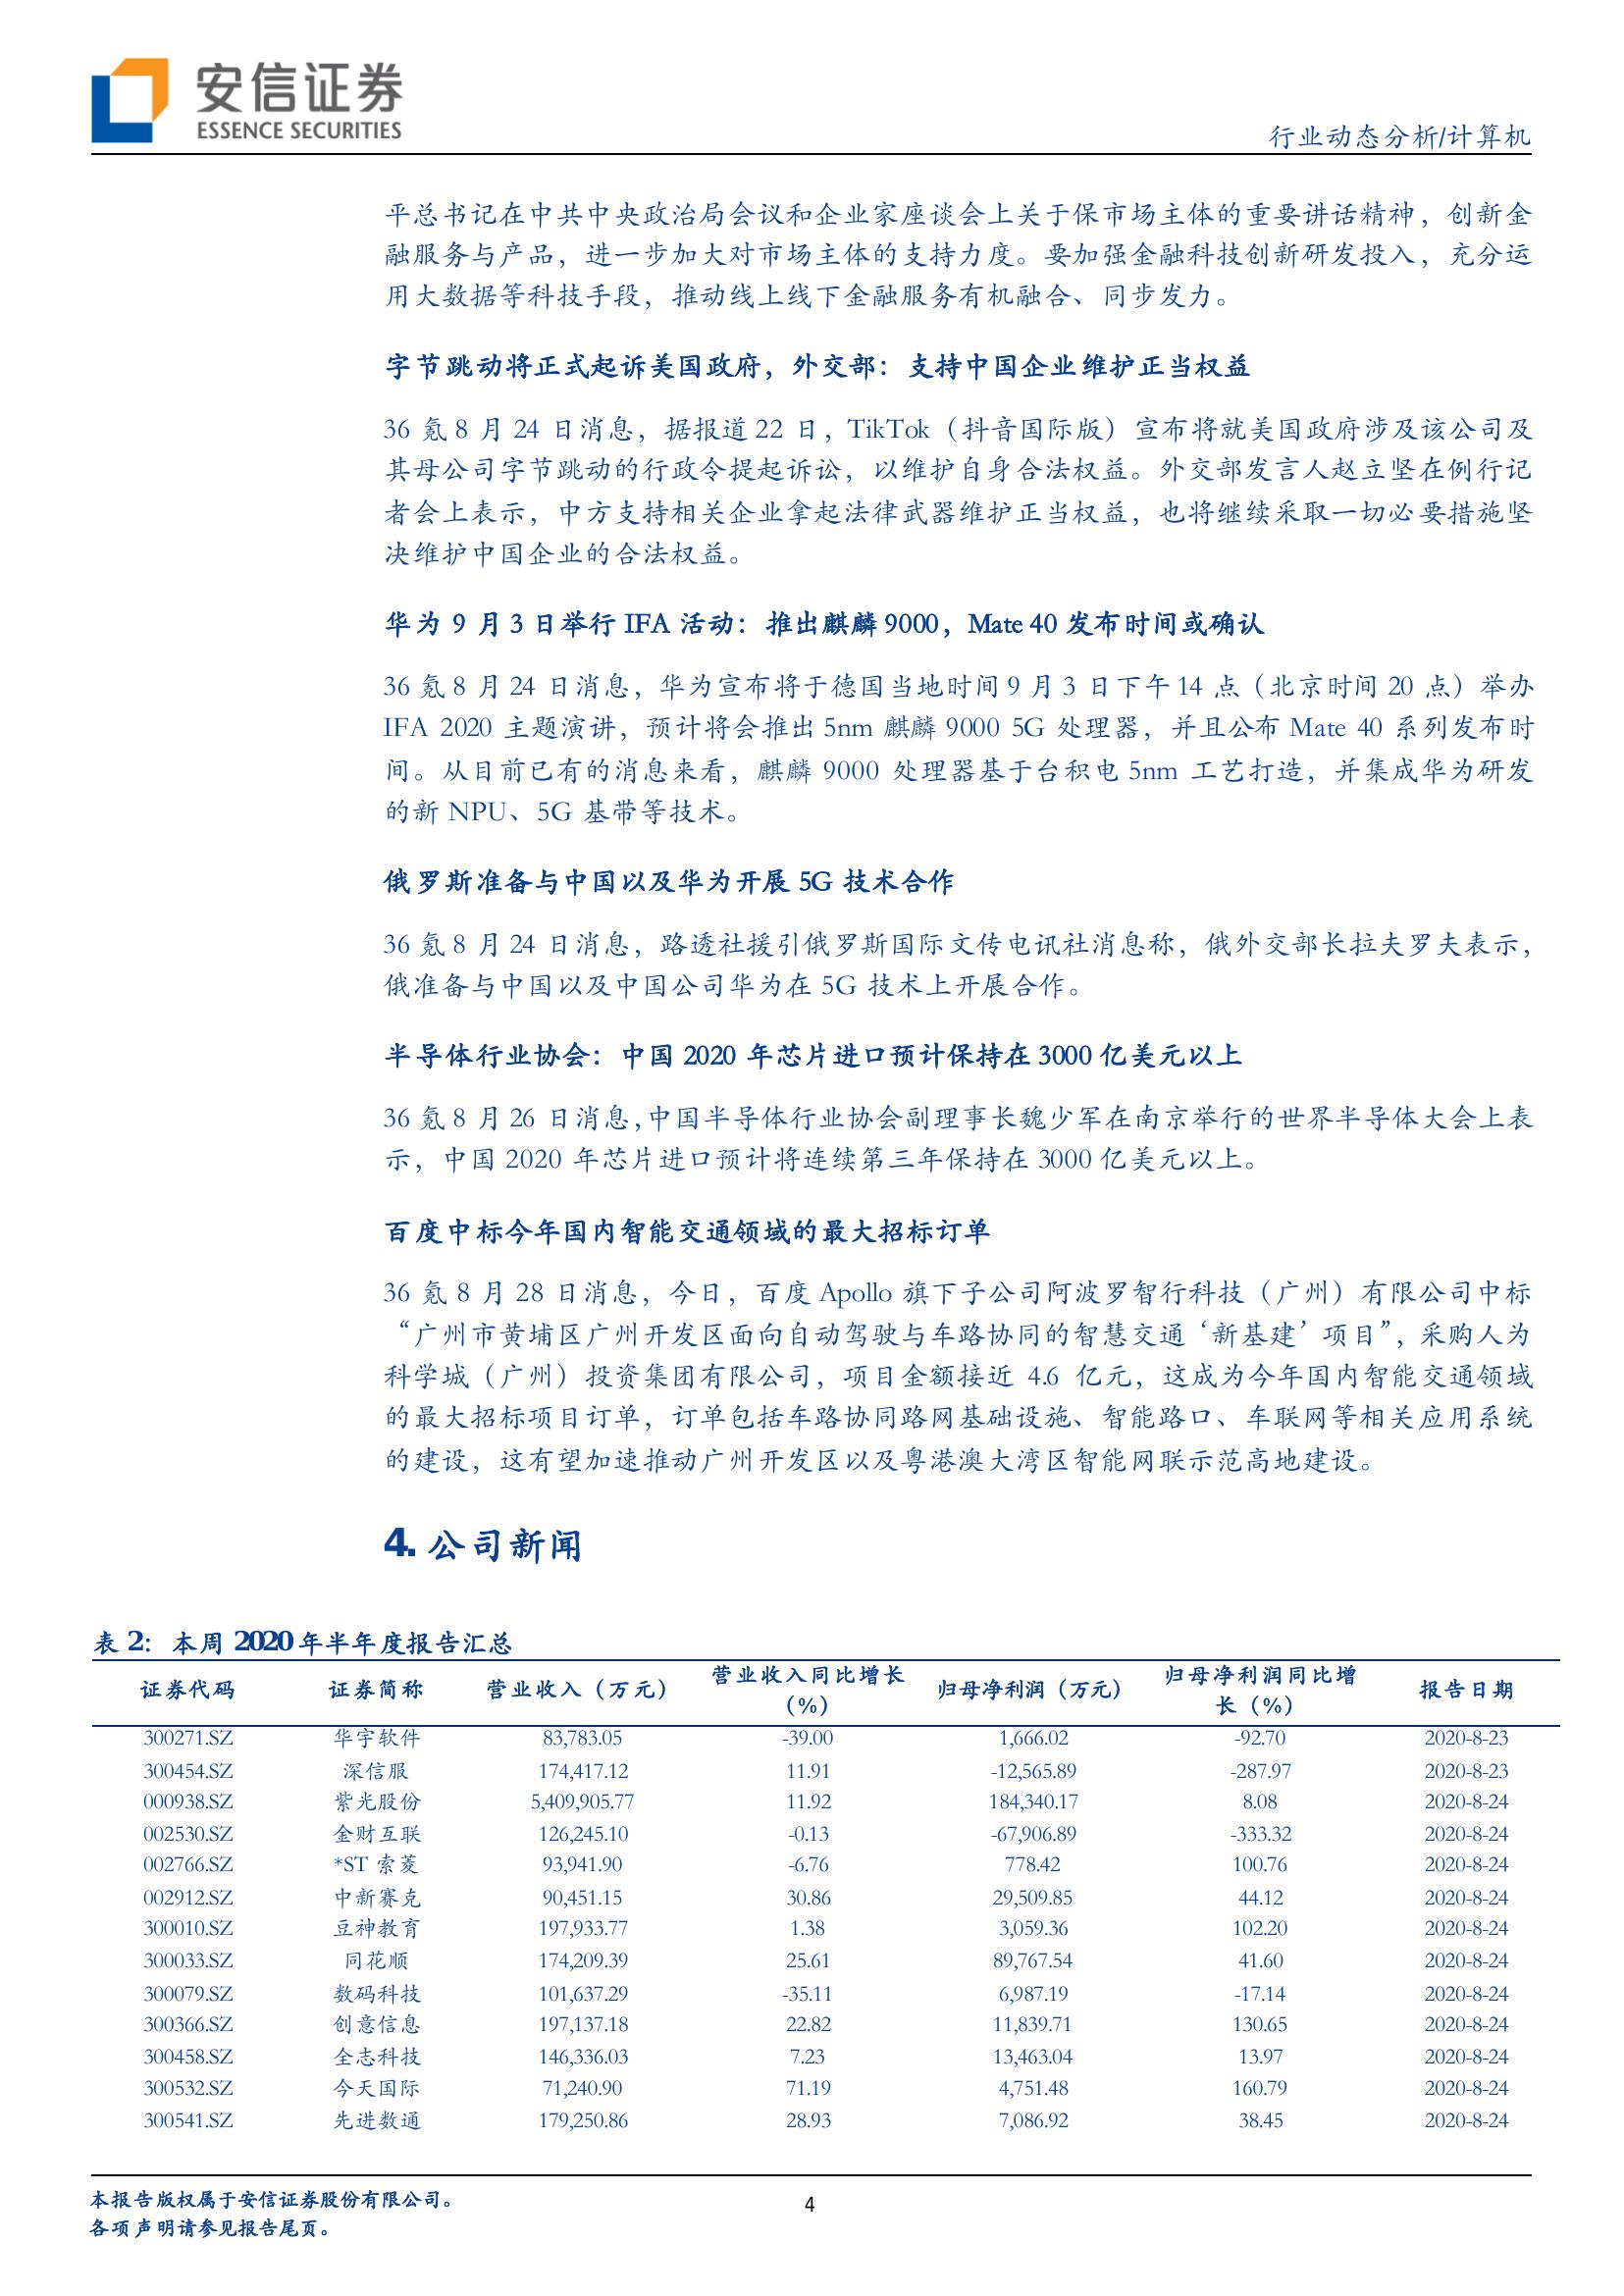 安信证券
ESSENCE SECURITIES
行业动态分析/计算机
平总书记在中共中央政治局会议和企业家座谈会上关于保市场主体的重要讲话精神，创新金
融服务与产品，进一步加大对市场主体的支持力度。要加强金融科技创新研发投入，充分运
用大数据等科技手段，推动线上线下金融服务有机融合、同步发力。
字节跳动将正式起诉美国政府，外交部：支持中国企业维护正当权益
36 氪 8 月 24 日消息，据报道 22 日，TikTok（抖音国际版）宣布将就美国政府涉及该公司及
其母公司字节跳动的行政令提起诉讼，以维护自身合法权益。外交部发言人赵立坚在例行记
者会上表示，中方支持相关企业拿起法律武器维护正当权益，也将继续采取一切必要措施坚
决维护中国企业的合法权益。
华为 9 月 3 日举行 IFA 活动：推出麒麟 9000，Mate 40 发布时间或确认
36 氪 8 月 24 日消息，华为宣布将于德国当地时间 9 月 3 日下午 14 点（北京时间 20 点）举办
IFA 2020 主题演讲，预计将会推出 5nm 麒麟 9000 5G 处理器，并且公布 Mate 40 系列发布时
间。从目前已有的消息来看，麒麟 9000 处理器基于台积电 5nm 工艺打造，并集成华为研发
的新 NPU、5G 基带等技术。
俄罗斯准备与中国以及华为开展 5G 技术合作
36 氪 8 月 24 日消息，路透社援引俄罗斯国际文传电讯社消息称，俄外交部长拉夫罗夫表示，
俄准备与中国以及中国公司华为在 5G 技术上开展合作。
半导体行业协会：中国 2020 年芯片进口预计保持在 3000 亿美元以上
36 氪 8 月 26 日消息，中国半导体行业协会副理事长魏少军在南京举行的世界半导体大会上表
示，中国 2020 年芯片进口预计将连续第三年保持在 3000 亿美元以上。
百度中标今年国内智能交通领域的最大招标订单
36 氪 8 月 28 日消息，今日，百度 Apollo 旗下子公司阿波罗智行科技（广州）有限公司中标
“广州市黄埔区广州开发区面向自动驾驶与车路协同的智慧交通‘新基建’项目”，采购人为
科学城（广州）投资集团有限公司，项目金额接近 4.6 亿元，这成为今年国内智能交通领域
的最大招标项目订单，订单包括车路协同路网基础设施、智能路口、车联网等相关应用系统
的建设，这有望加速推动广州开发区以及粤港澳大湾区智能网联示范高地建设。
4. 公司新闻
表 2：本周 2020 年半年度报告汇总
证券代码 证券简称 营业收入（万元） 营业收入同比增长（%） 归母净利润（万元） 归母净利润同比增长（%） 报告日期
300271.SZ 华宇软件 83,783.05 -39.00 1,666.02 -92.70 2020-8-23
300454.SZ 深信服 174,417.12 11.91 -12,565.89 -287.97 2020-8-23
000938.SZ 紫光股份 5,409,905.77 11.92 184,340.17 8.08 2020-8-24
002530.SZ 金财互联 126,245.10 -0.13 -67,906.89 -333.32 2020-8-24
002766.SZ *ST 索菱 93,941.90 -6.76 778.42 100.76 2020-8-24
002912.SZ 中新赛克 90,451.15 30.86 29,509.85 44.12 2020-8-24
300010.SZ 豆神教育 197,933.77 1.38 3,059.36 102.20 2020-8-24
300033.SZ 同花顺 174,209.39 25.61 89,767.54 41.60 2020-8-24
300079.SZ 数码科技 101,637.29 -35.11 6,987.19 -17.14 2020-8-24
300366.SZ 创意信息 197,137.18 22.82 11,839.71 130.65 2020-8-24
300458.SZ 全志科技 146,336.03 7.23 13,463.04 13.97 2020-8-24
300532.SZ 今天国际 71,240.90 71.19 4,751.48 160.79 2020-8-24
300541.SZ 先进数通 179,250.86 28.93 7,086.92 38.45 2020-8-24
本报告版权属于安信证券股份有限公司。
各项声明请参见报告尾页。
4